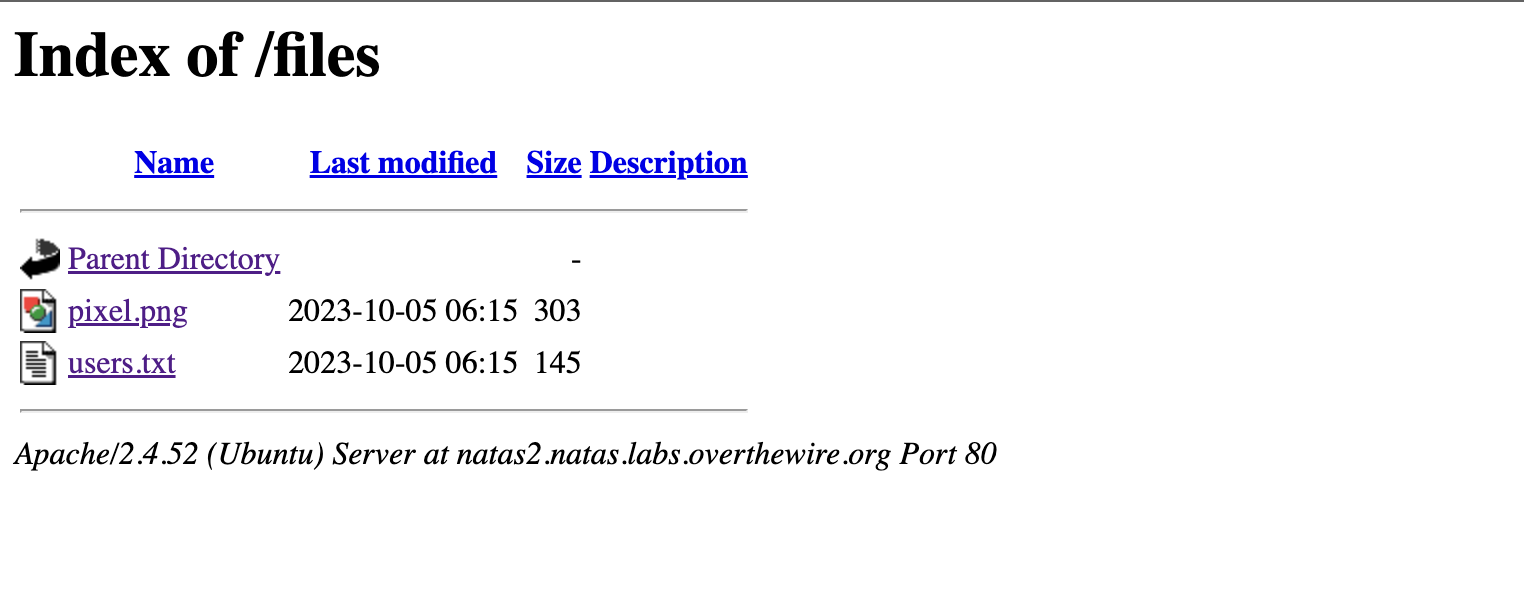 Index of /files
Name Last modified Size Description
Parent Directory -
pixel.png 2023-10-05 06:15 303
users.txt 2023-10-05 06:15 145
Apache/2.4.52 (Ubuntu) Server at natas2.natas.labs.overthewire.org Port 80